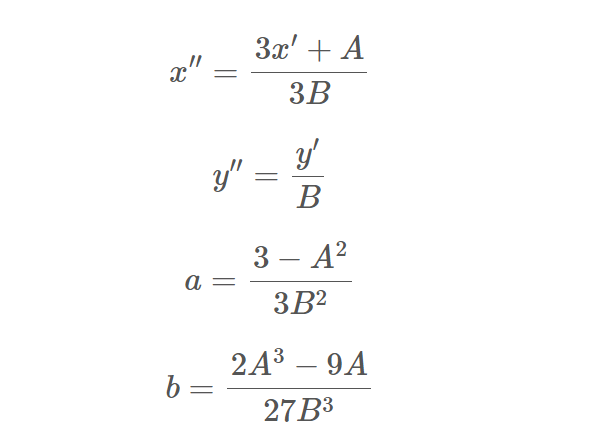 x′′ = (3x′ + A) / 3B
y′′ = y′ / B
a = (3 − A²) / 3B²
b = (2A³ − 9A) / 27B³